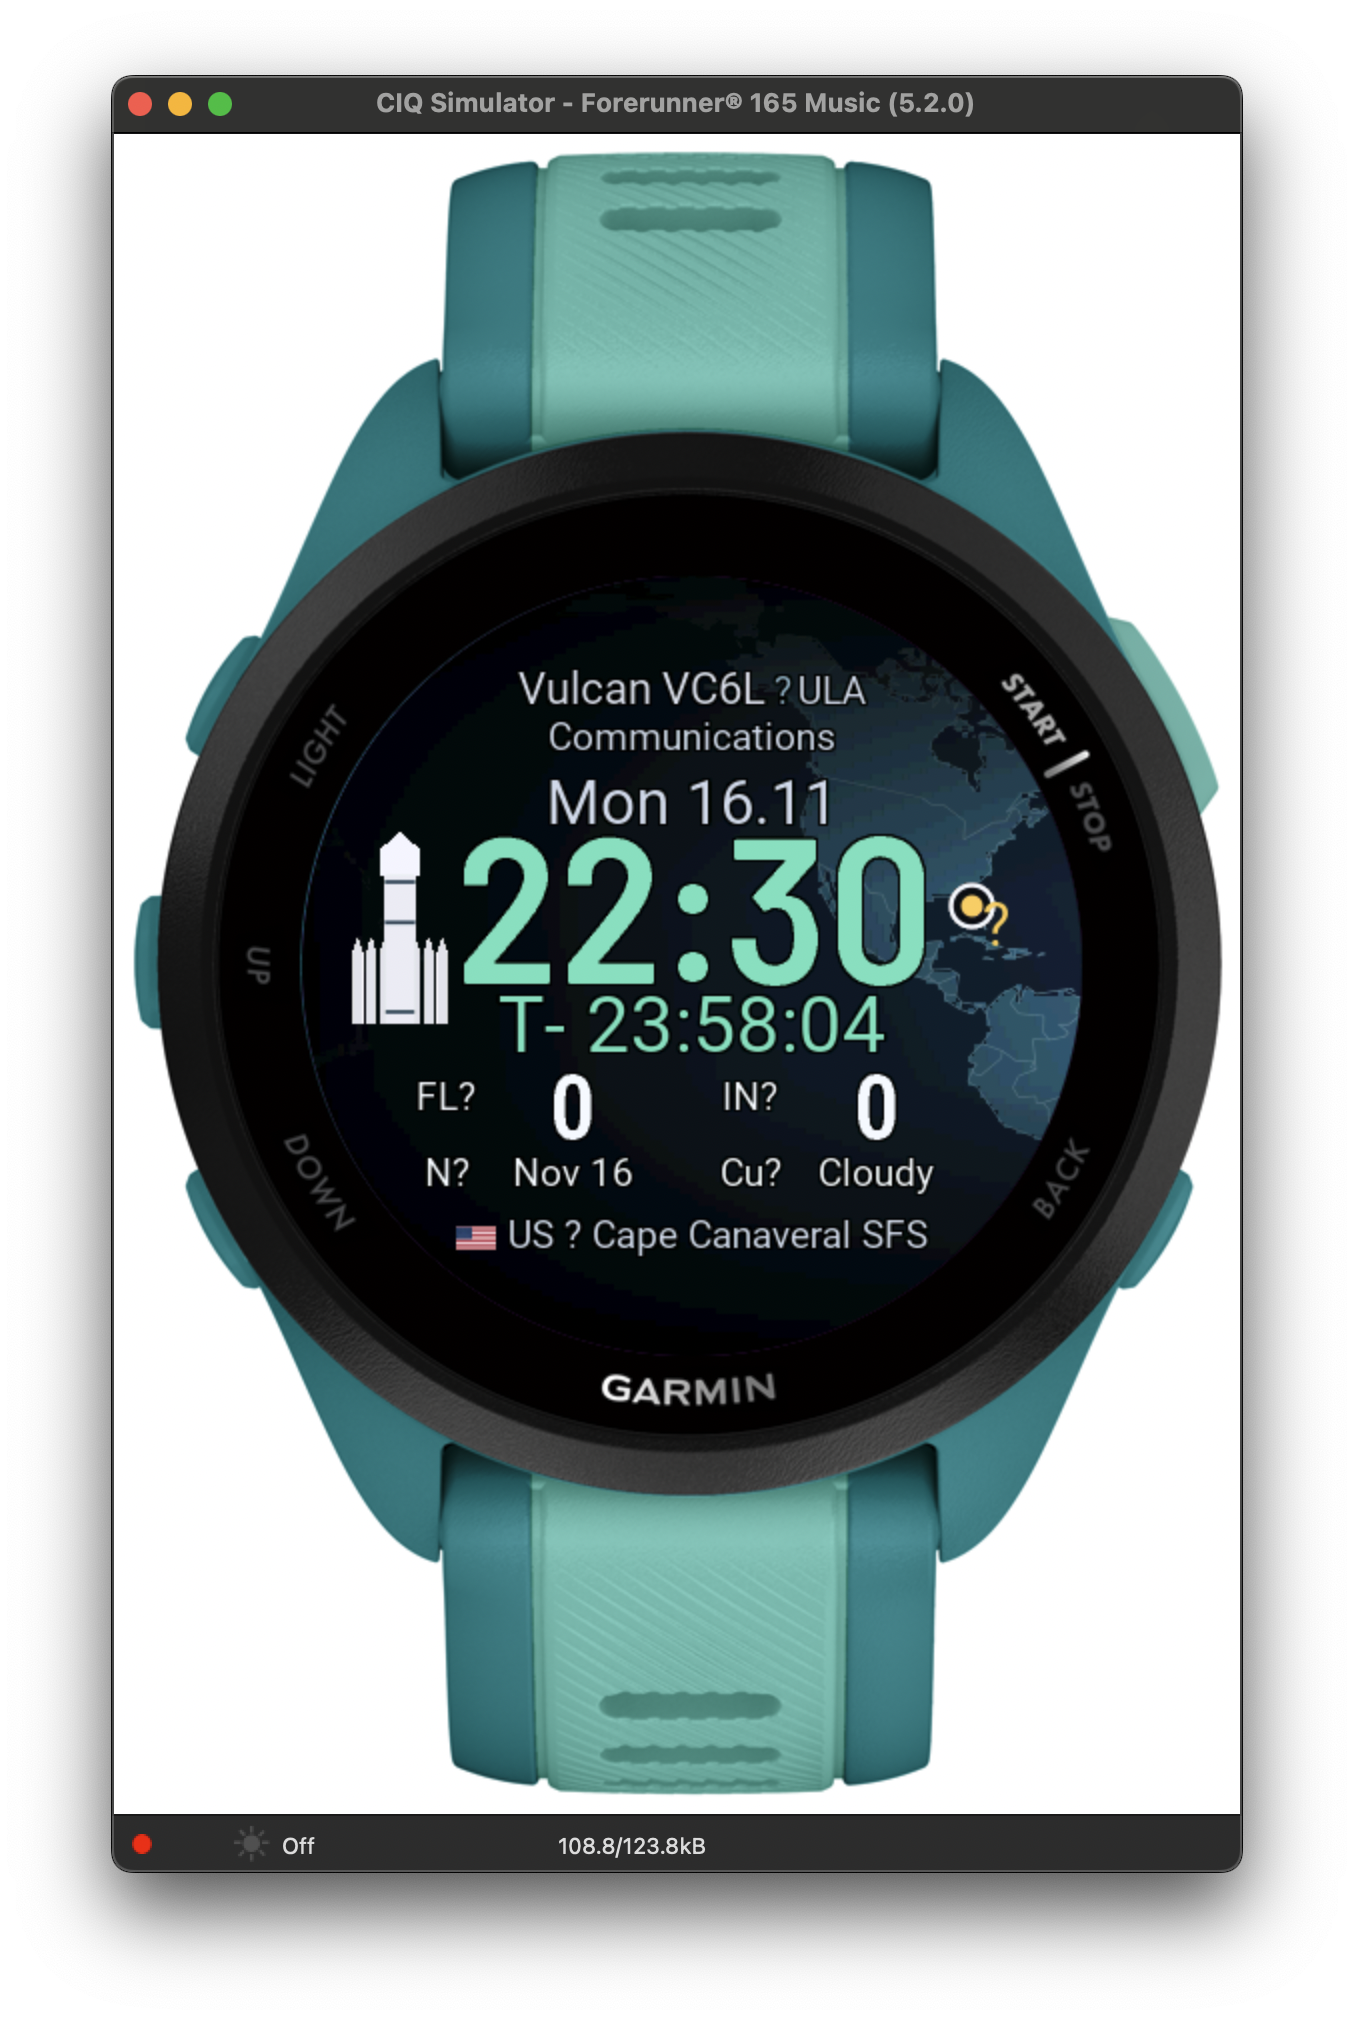 CIQ Simulator - Forerunner® 165 Music (5.2.0)
START
STOP
LIGHT
UP
DOWN
BACK
Vulcan VC6L ? ULA
Communications
Mon 16.11
22:30
?
T- 23:58:04
FL? 0 IN? 0
N? Nov 16 Cu? Cloudy
US ? Cape Canaveral SFS
GARMIN
Off 108.8/123.8kB